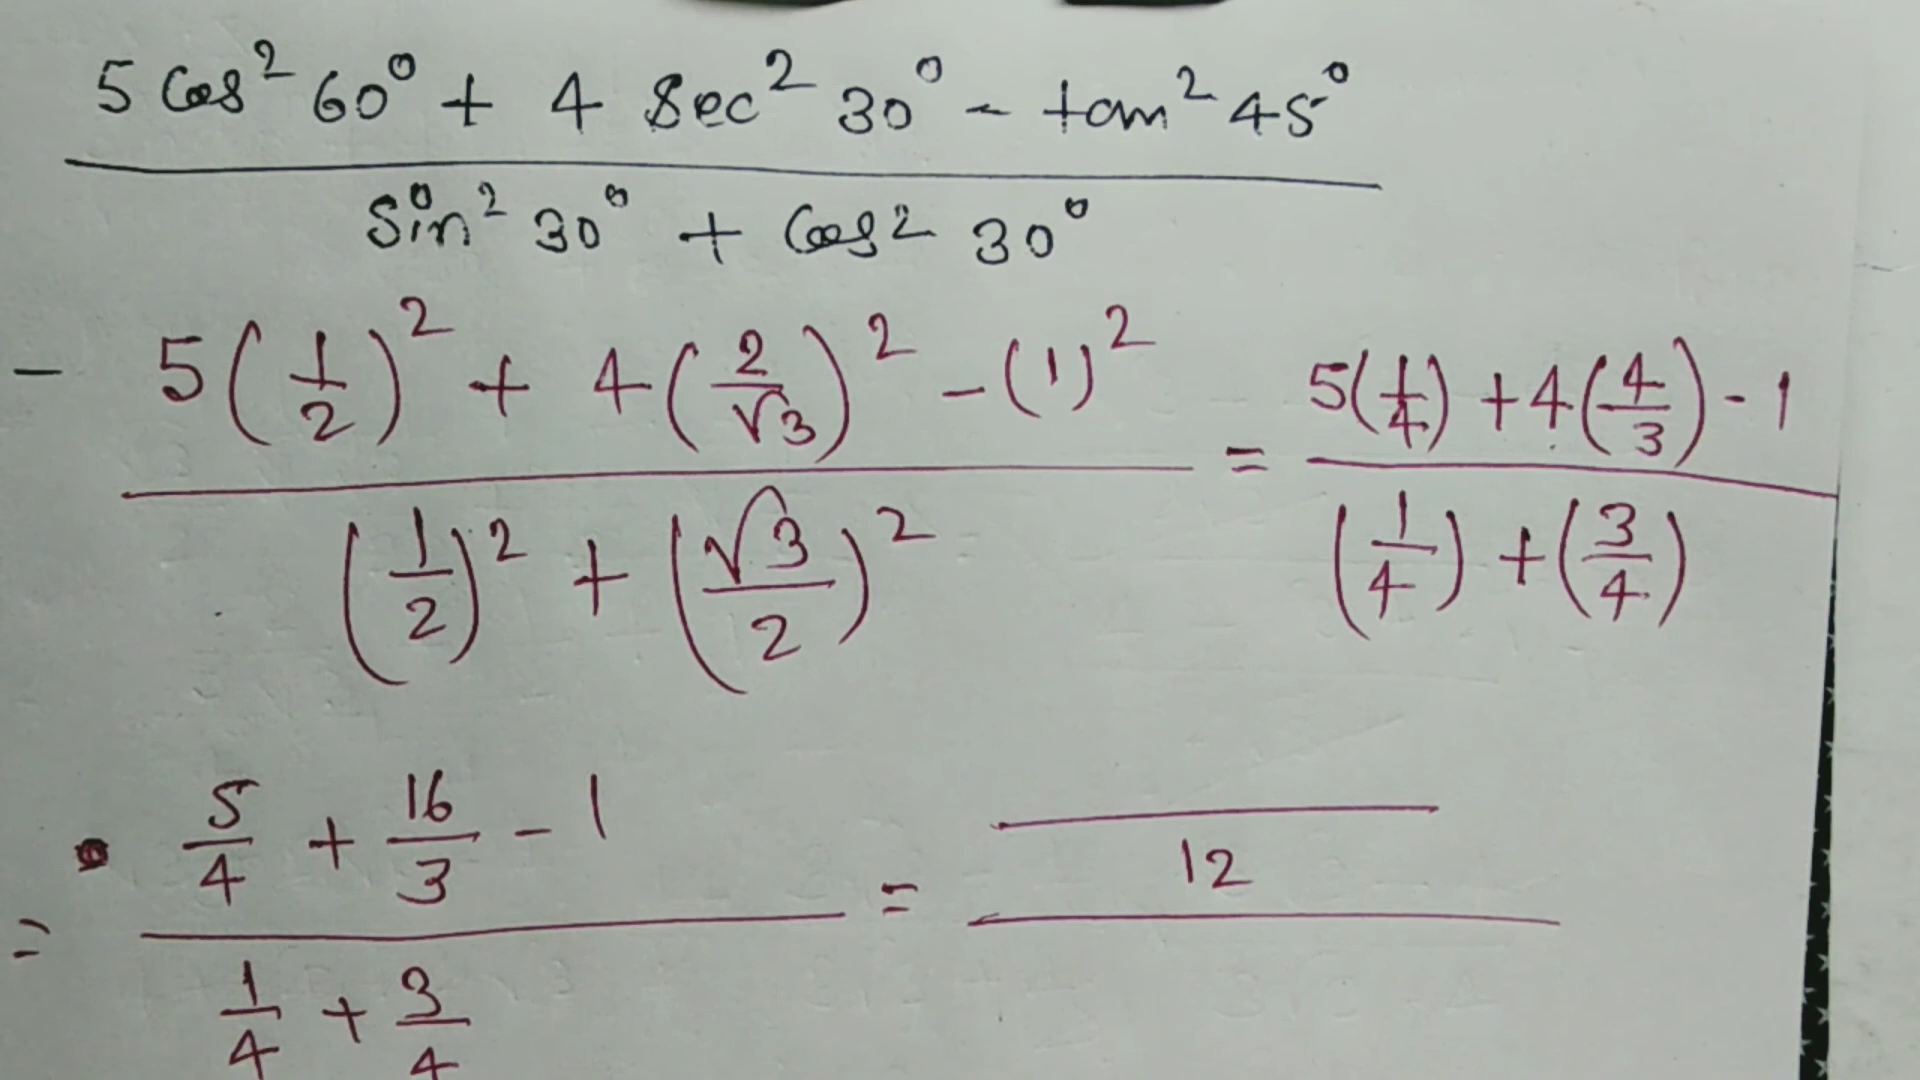 5 Cos² 60° + 4 Sec² 30° - tan² 45°
Sin² 30° + Cos² 30°
- 5(1/2)² + 4(2/√3)² - (1)² = 5(1/4) + 4(4/3) - 1
(1/2)² + (√3/2)² (1/4) + (3/4)
= 5/4 + 16/3 - 1 = 12
1/4 + 3/4